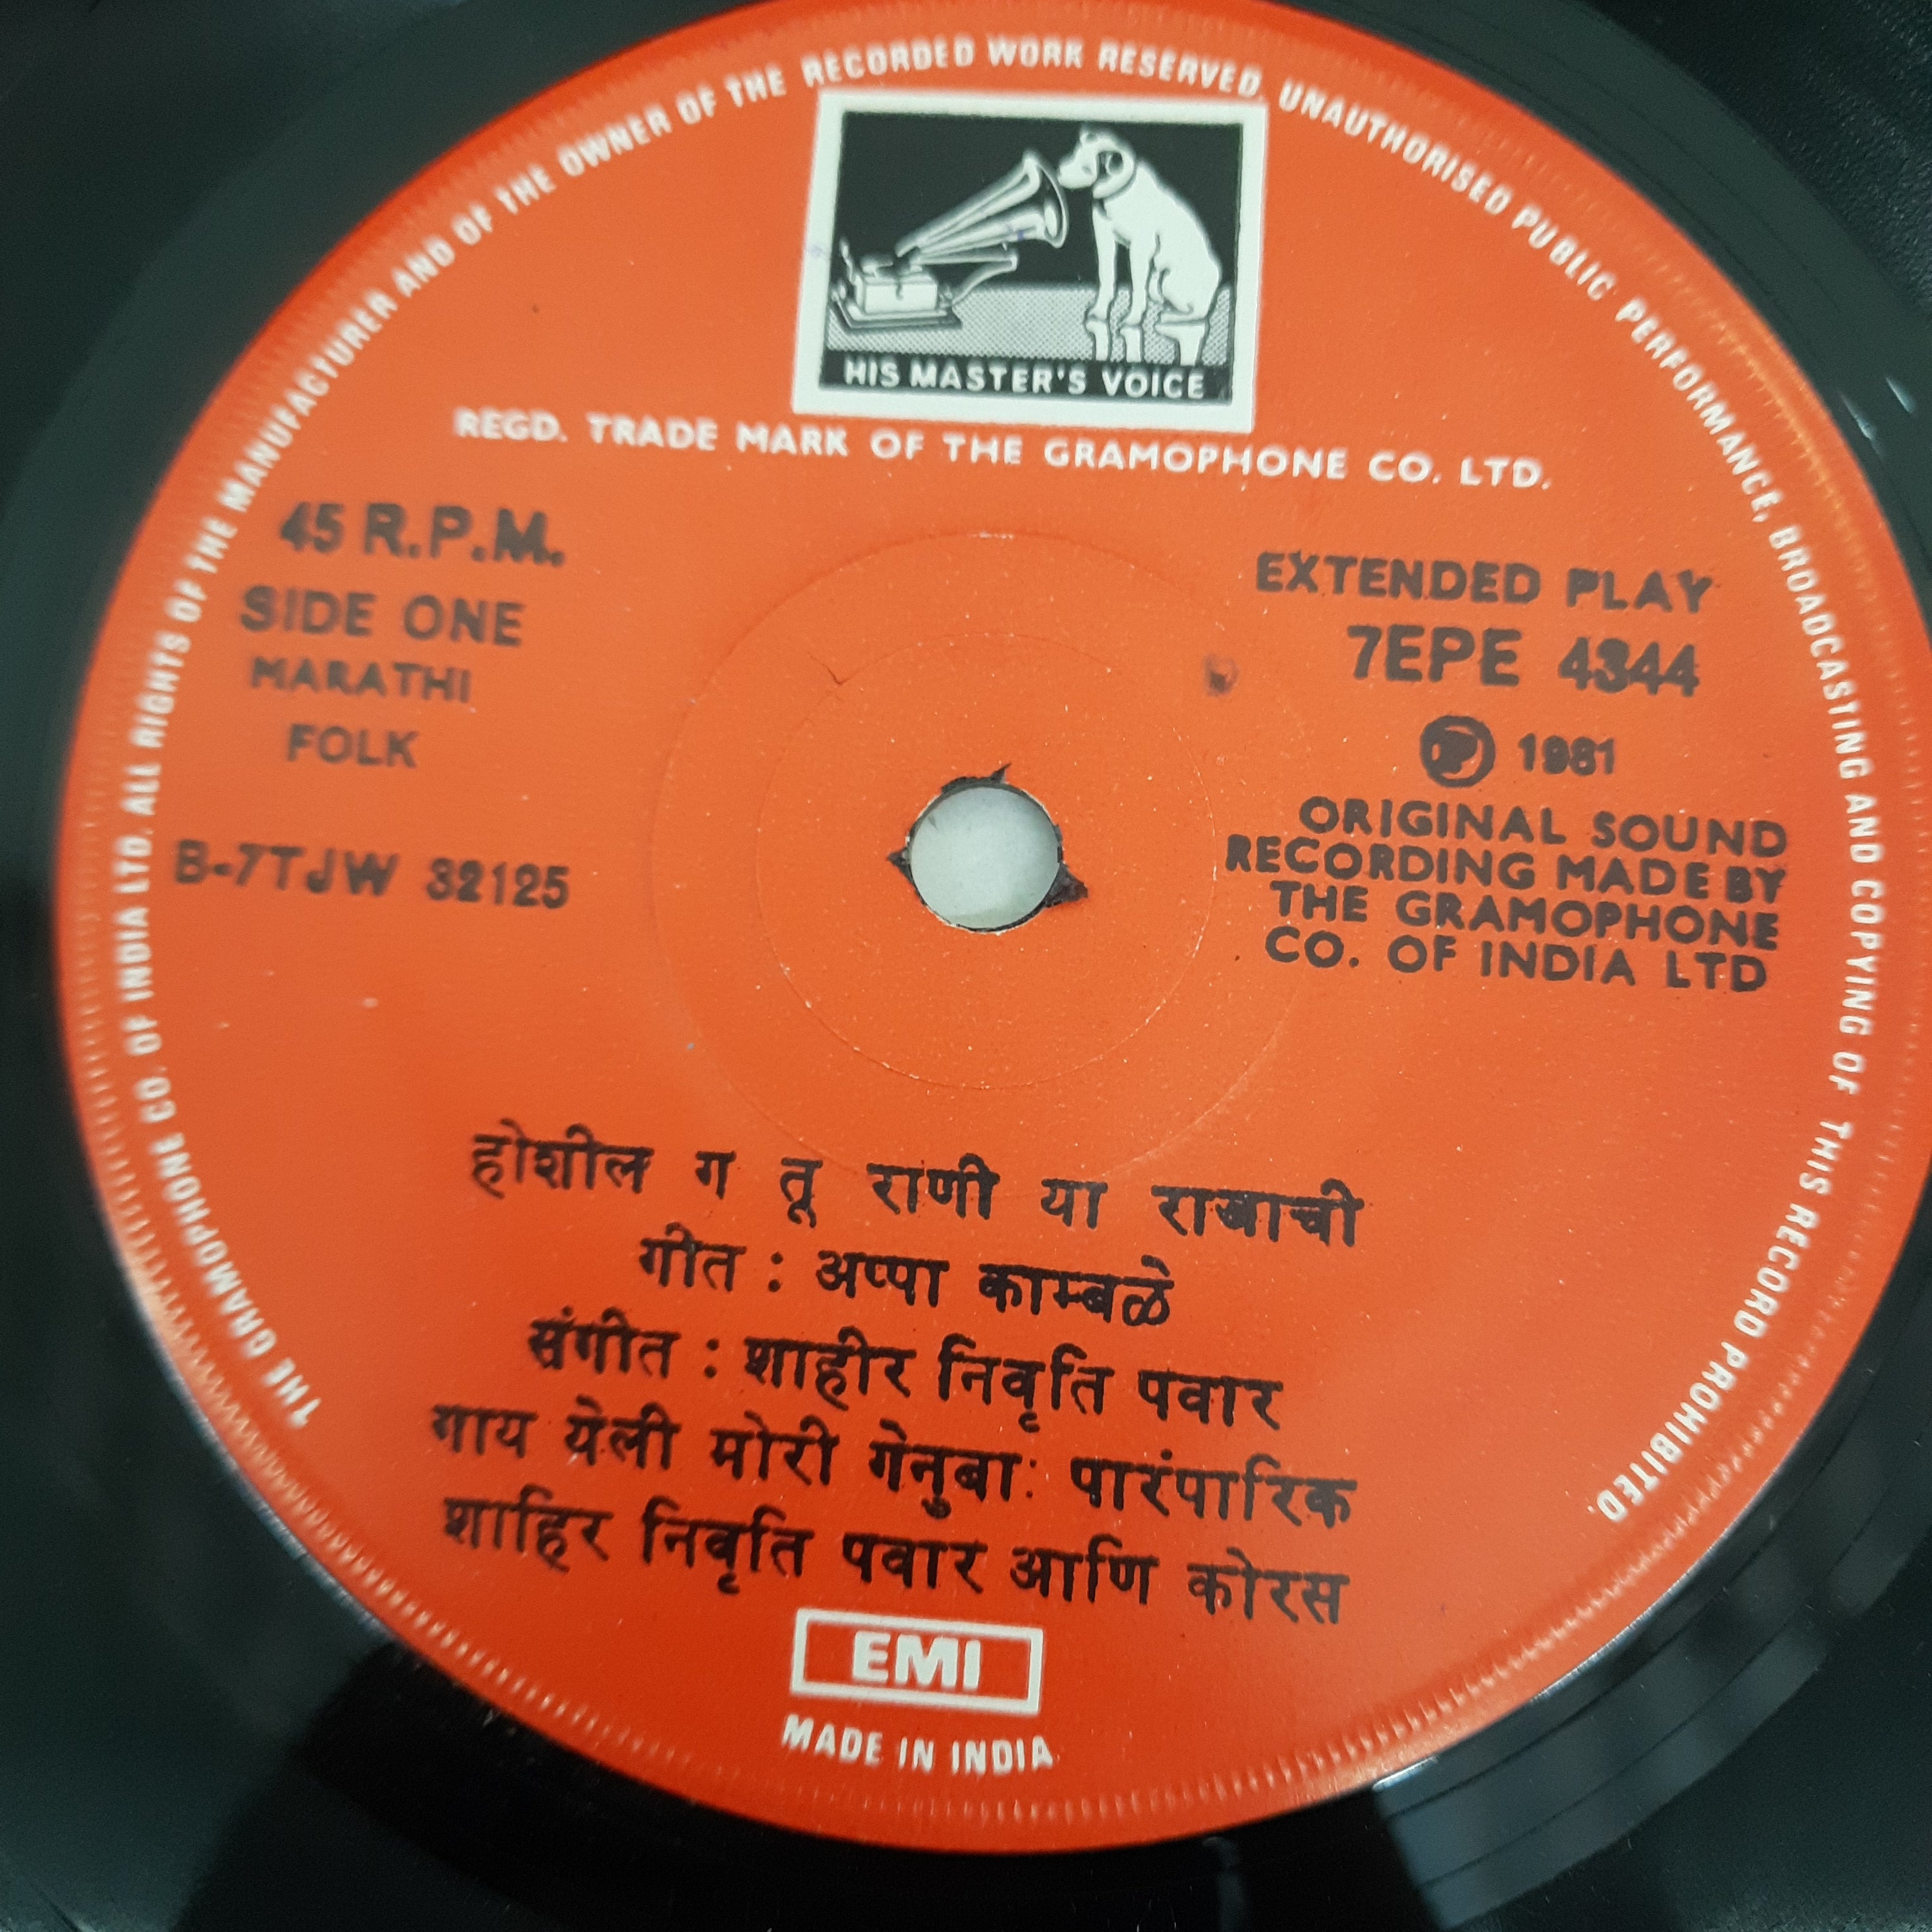 THE GRAMOPHONE CO. OF INDIA LTD. ALL RIGHTS OF THE MANUFACTURER AND OF THE OWNER OF THE RECORDED WORK RESERVED. UNAUTHORISED PUBLIC PERFORMANCE, BROADCASTING AND COPYING OF THIS RECORD PROHIBITED.
HIS MASTER'S VOICE
REGD. TRADE MARK OF THE GRAMOPHONE CO. LTD.
45 R.P.M.
SIDE ONE
MARATHI
FOLK
B-7TJW 32125
EXTENDED PLAY
7EPE 4344
Ⓟ 1981
ORIGINAL SOUND
RECORDING MADE BY
THE GRAMOPHONE
CO. OF INDIA LTD
होशील ग तू राणी या राजाची
गीत : अप्पा काम्बळे
संगीत : शाहीर निवृति पवार
गाय येली मोरी गेनुबा: पारंपारिक
शाहिर निवृति पवार आणि कोरस
EMI
MADE IN INDIA